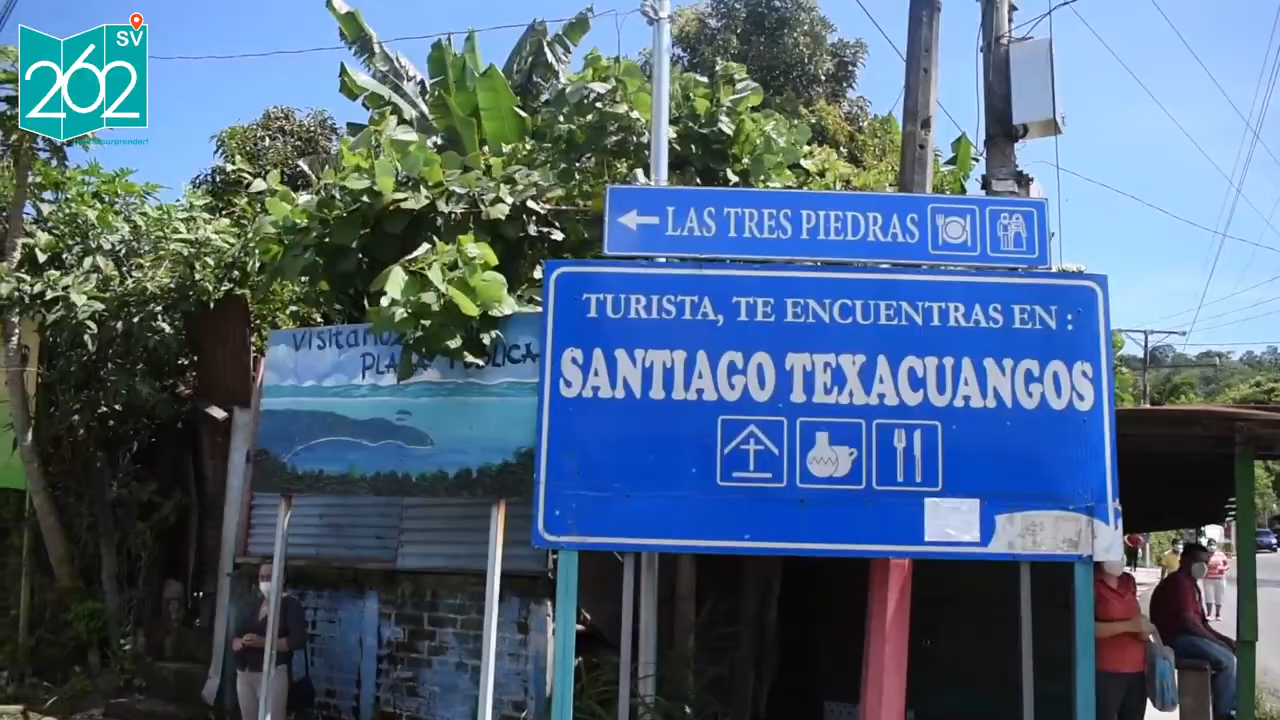 SV
262
LAS TRES PIEDRAS
TURISTA, TE ENCUENTRAS EN :
SANTIAGO TEXACUANGOS